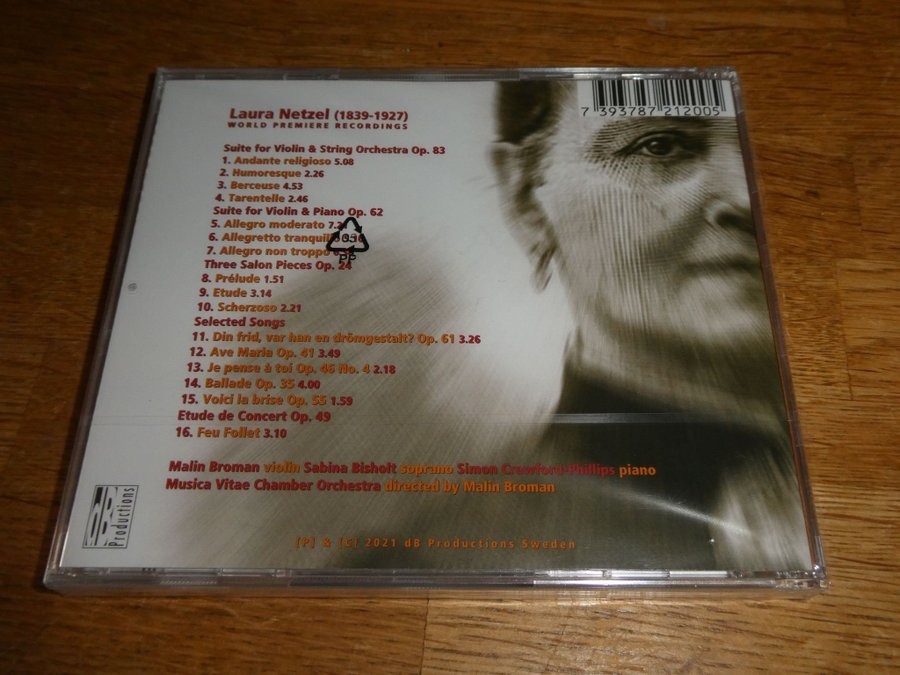 7 393787 212005
Laura Netzel (1839-1927)
WORLD PREMIERE RECORDINGS
Suite for Violin & String Orchestra Op. 83
1. Andante religioso 5.08
2. Humoresque 2.26
3. Berceuse 4.53
4. Tarentelle 2.46
Suite for Violin & Piano Op. 62
5. Allegro moderato
6. Allegretto tranquillo
7. Allegro non troppo
05
PP
Three Salon Pieces Op. 24
8. Prélude 1.51
9. Etude 3.14
10. Scherzoso 2.21
Selected Songs
11. Din frid, var han en drömgestalt? Op. 61 3.26
12. Ave Maria Op. 41 3.49
13. Je pense à toi Op. 46 No. 4 2.18
14. Ballade Op. 35 4.00
15. Voici la brise Op. 55 1.59
Etude de Concert Op. 49
16. Feu Follet 3.10
Malin Broman violin Sabina Bisholt soprano Simon Crawford-Phillips piano
Musica Vitae Chamber Orchestra directed by Malin Broman
dB Productions
[P] & [C] 2021 dB Productions Sweden